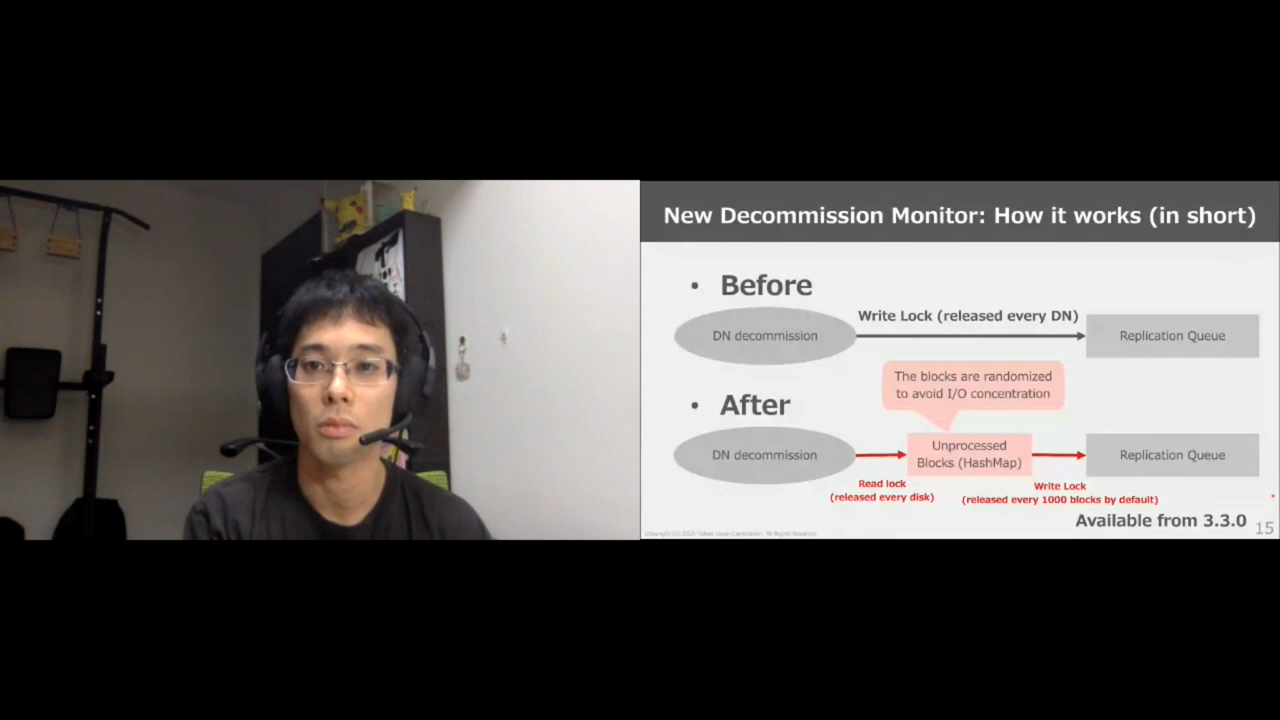 New Decommission Monitor: How it works (in short)
• Before
DN decommission
Write Lock (released every DN)
Replication Queue
The blocks are randomized
to avoid I/O concentration
• After
DN decommission
Unprocessed
Blocks (HashMap)
Replication Queue
Read lock
(released every disk)
Write Lock
(released every 1000 blocks by default)
Available from 3.3.0
15